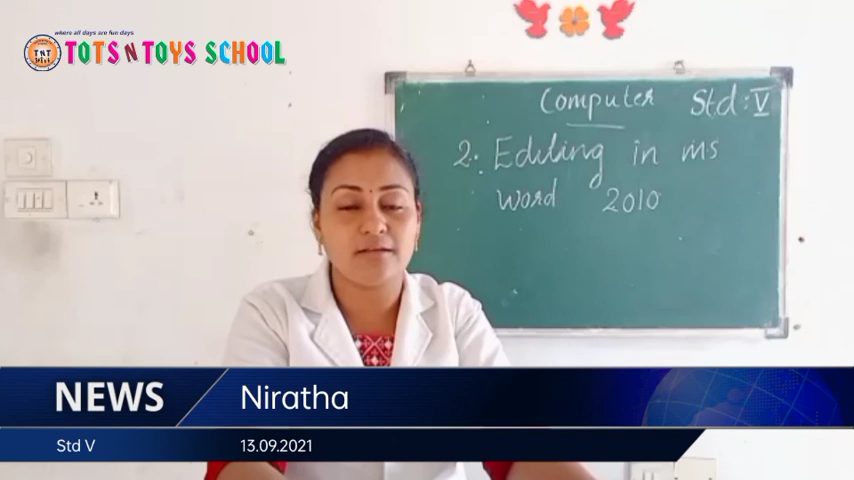 where all days are fun days
TNT
TOTS N TOYS SCHOOL
Computer Std: V
2. Editing in ms
Word 2010
NEWS
Niratha
Std V
13.09.2021